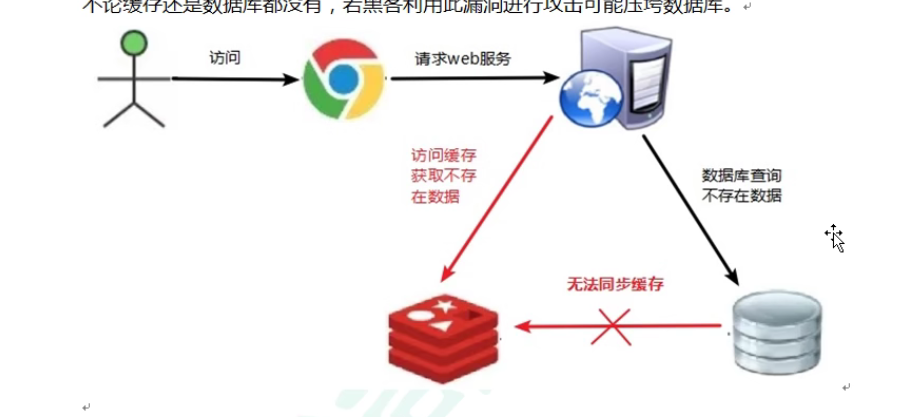 不论缓存还是数据库都没有，若黑客利用此漏洞进行攻击可能压垮数据库。
访问
请求web服务
访问缓存
获取不存
在数据
数据库查询
不存在数据
无法同步缓存